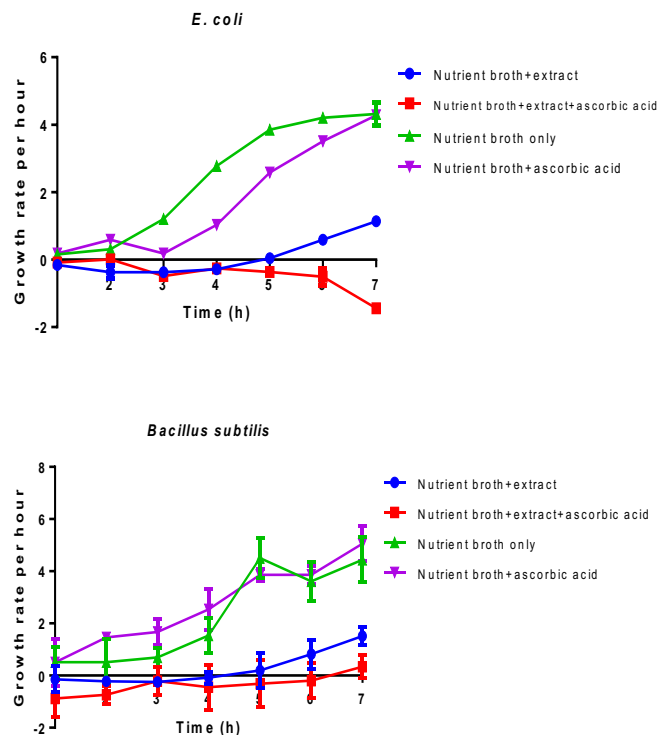 E. coli
Growth rate per hour
6
4
2
0
-2
2
3
4
5
6
7
Time (h)
Nutrient broth+extract
Nutrient broth+extract+ascorbic acid
Nutrient broth only
Nutrient broth+ascorbic acid
Bacillus subtilis
Growth rate per hour
8
6
4
2
0
-2
3
4
5
6
7
Time (h)
Nutrient broth+extract
Nutrient broth+extract+ascorbic acid
Nutrient broth only
Nutrient broth+ascorbic acid